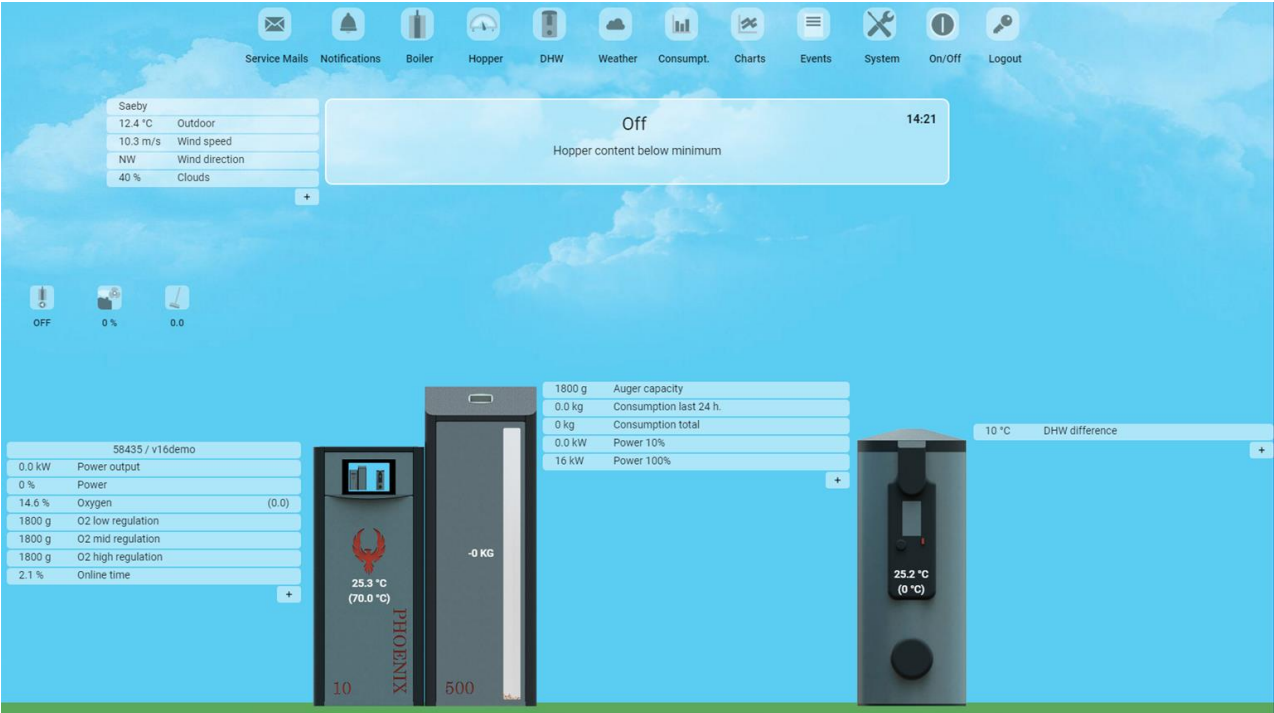 Service Mails Notifications Boiler Hopper DHW Weather Consumpt. Charts Events System On/Off Logout
Saeby
12.4 °C Outdoor
10.3 m/s Wind speed
NW Wind direction
40 % Clouds
+
Off
14:21
Hopper content below minimum
OFF 0 % 0.0
58435 / v16demo
0.0 kW Power output
0 % Power
14.6 % Oxygen (0.0)
1800 g O2 low regulation
1800 g O2 mid regulation
1800 g O2 high regulation
2.1 % Online time
+
25.3 °C
(70.0 °C)
PHOENIX
10
-0 KG
500
1800 g Auger capacity
0.0 kg Consumption last 24 h.
0 kg Consumption total
0.0 kW Power 10%
16 kW Power 100%
+
25.2 °C
(0 °C)
10 °C DHW difference
+